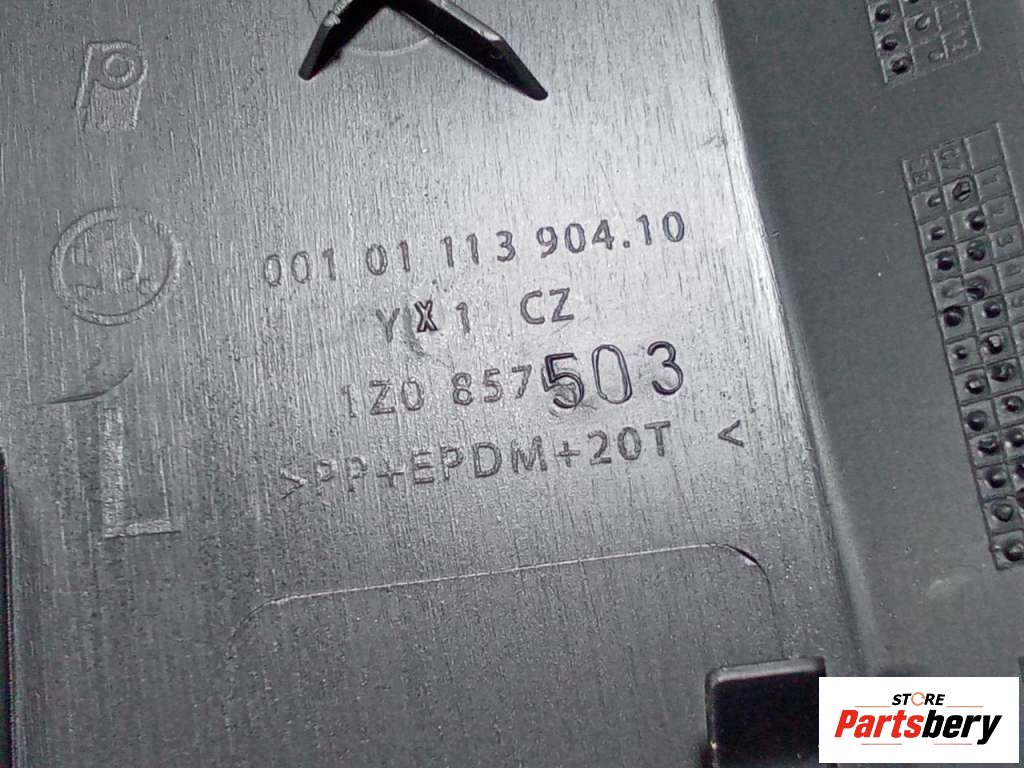 001 01 113 904.10
YX1 CZ
1Z0 857 503
>PP+EPDM+20T <
L
STORE
Partsbery